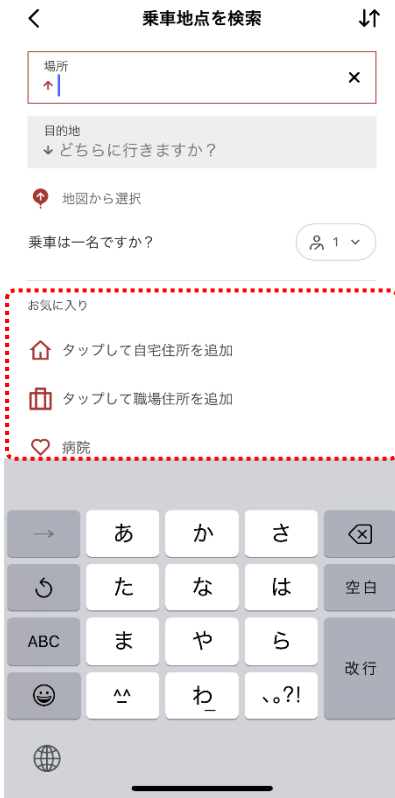 乗車地点を検索
場所
目的地
どちらに行きますか？
地図から選択
乗車は一名ですか？
1
お気に入り
タップして自宅住所を追加
タップして職場住所を追加
病院
→ あ か さ
た な は 空白
ABC ま や ら
改行
^^ わ_ 、。?!